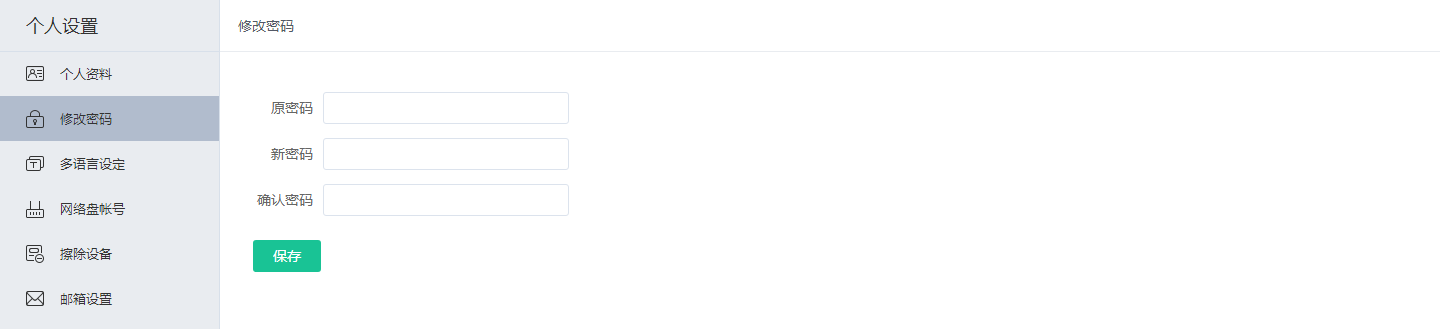 个人设置
个人资料
修改密码
多语言设定
网络盘帐号
擦除设备
邮箱设置
修改密码
原密码
新密码
确认密码
保存